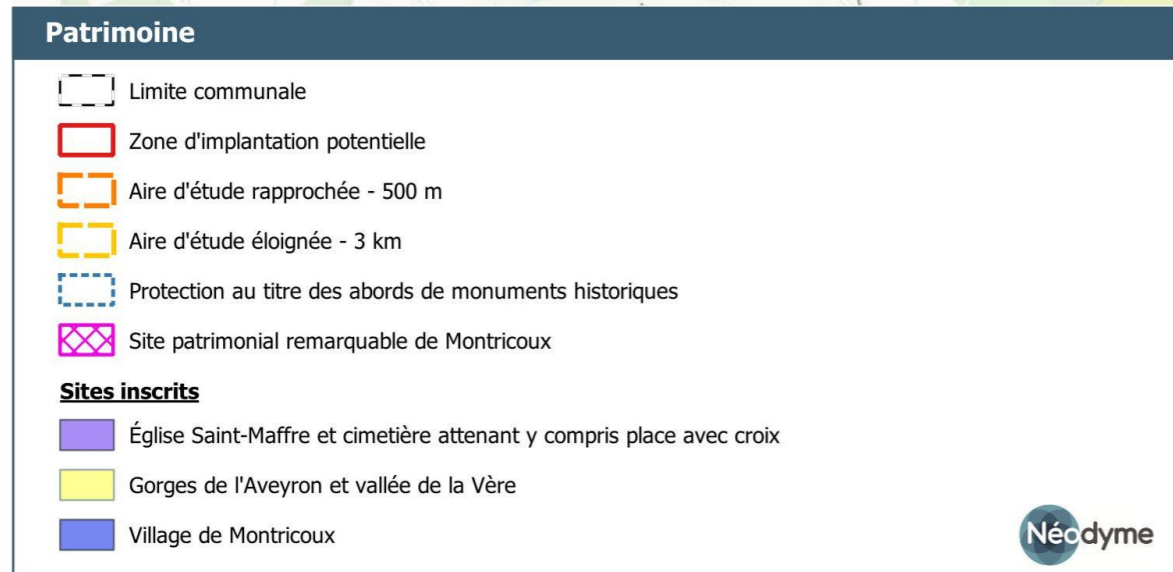 Patrimoine
Limite communale
Zone d'implantation potentielle
Aire d'étude rapprochée - 500 m
Aire d'étude éloignée - 3 km
Protection au titre des abords de monuments historiques
Site patrimonial remarquable de Montricoux
Sites inscrits
Église Saint-Maffre et cimetière attenant y compris place avec croix
Gorges de l'Aveyron et vallée de la Vère
Village de Montricoux
Néodyme